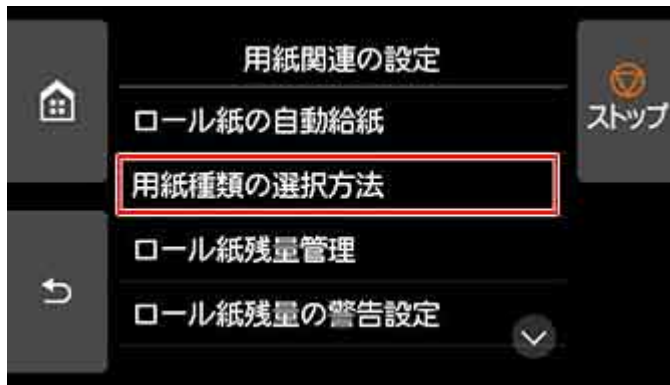 用紙関連の設定
ストップ
ロール紙の自動給紙
用紙種類の選択方法
ロール紙残量管理
ロール紙残量の警告設定